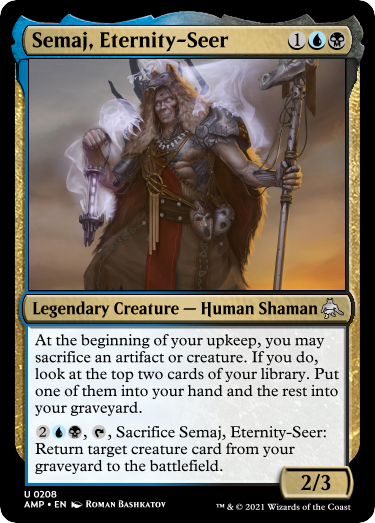 Semaj, Eternity-Seer 1
Legendary Creature — Human Shaman
At the beginning of your upkeep, you may
sacrifice an artifact or creature. If you do,
look at the top two cards of your library. Put
one of them into your hand and the rest into
your graveyard.
2, , Sacrifice Semaj, Eternity-Seer:
Return target creature card from your
graveyard to the battlefield.
2/3
U 0208
AMP • EN Roman Bashkatov
™ & © 2021 Wizards of the Coast